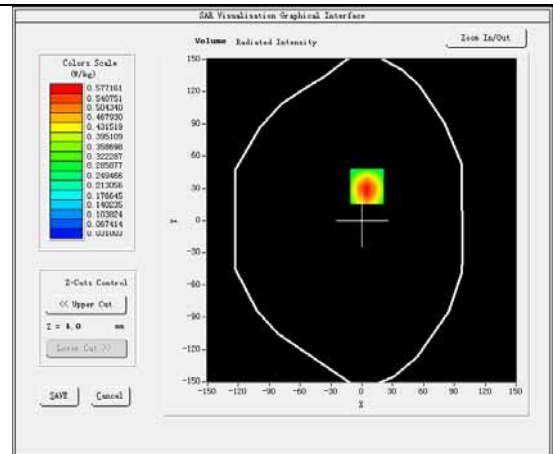 SAR Visualisation Graphical Interface
Volume Radiated Intensity
Zoom In/Out
Colors Scale
(W/kg)
0.577161
0.540751
0.504340
0.467930
0.431519
0.395109
0.358698
0.322287
0.285877
0.249466
0.213056
0.176645
0.140235
0.103824
0.067414
0.031003
Z-Cuts Control
<< Upper Cut
Z = 4.0 mm
Lower Cut >>
SAVE
Cancel
150
120
90
60
30
0
-30
-60
-90
-120
-150
Y
-150 -120 -90 -60 -30 0 30 60 90 120 150
X